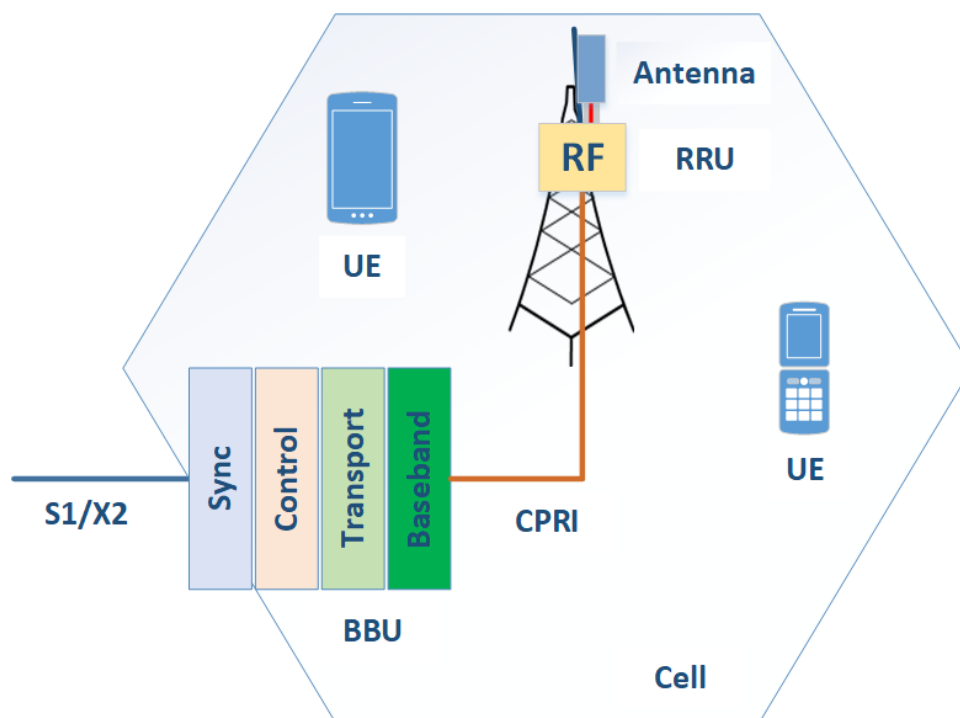 Antenna
RF
RRU
UE
UE
Sync
Control
Transport
Baseband
S1/X2
CPRI
BBU
Cell